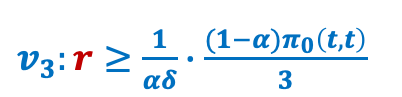 v₃: r ≥ 1/αδ · (1−α)π₀(t,t)/3